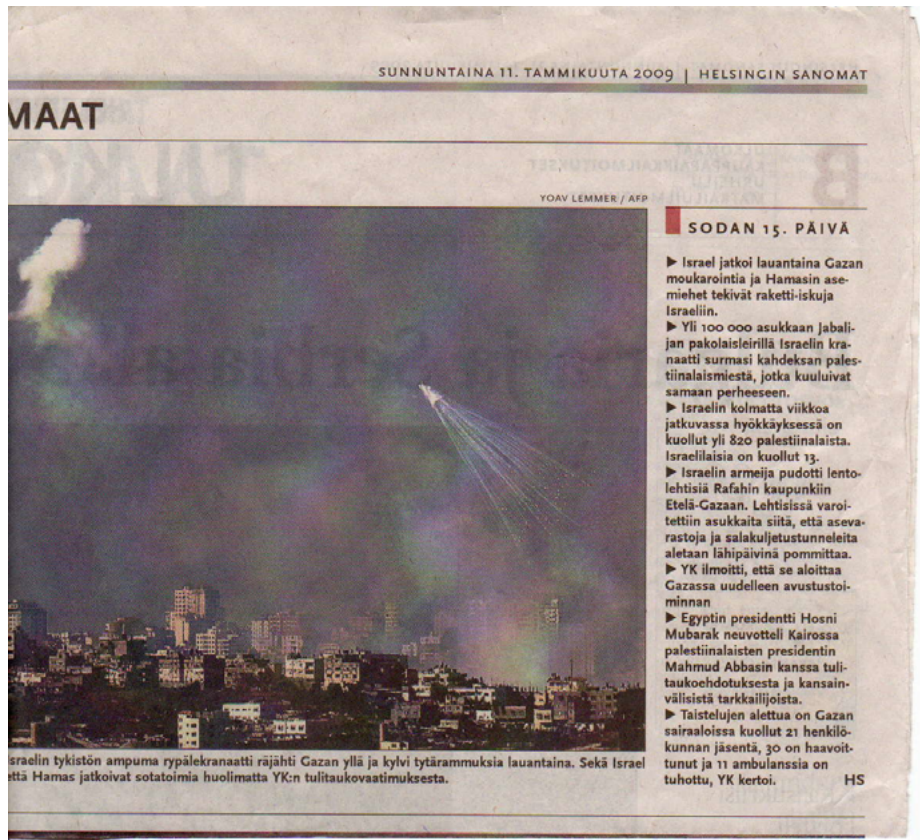 SUNNUNTAINA 11. TAMMIKUUTA 2009 | HELSINGIN SANOMAT
MAAT
YOAV LEMMER / AFP
SODAN 15. PÄIVÄ
▶ Israel jatkoi lauantaina Gazan
moukarointia ja Hamasin ase-
miehet tekivät raketti-iskuja
Israeliin.
▶ Yli 100 000 asukkaan Jabali-
jan pakolaisleirillä Israelin kra-
naatti surmasi kahdeksan pales-
tiinalaismiestä, jotka kuuluivat
samaan perheeseen.
▶ Israelin kolmatta viikkoa
jatkuvassa hyökkäyksessä on
kuollut yli 820 palestiinalaista.
Israelilaisia on kuollut 13.
▶ Israelin armeija pudotti lento-
lehtisiä Rafahin kaupunkiin
Etelä-Gazaan. Lehtisissä varoi-
tettiin asukkaita siitä, että aseva-
rastoja ja salakuljetustunneleita
aletaan lähipäivinä pommittaa.
▶ YK ilmoitti, että se aloittaa
Gazassa uudelleen avustustoi-
minnan
▶ Egyptin presidentti Hosni
Mubarak neuvotteli Kairossa
palestiinalaisten presidentin
Mahmud Abbasin kanssa tuli-
taukoehdotuksesta ja kansain-
välisistä tarkkailijoista.
▶ Taistelujen alettua on Gazan
sairaaloissa kuollut 21 henkilö-
kunnan jäsentä, 30 on haavoit-
tunut ja 11 ambulanssia on
tuhottu, YK kertoi. HS
sraelin tykistön ampuma rypälekranaatti räjähti Gazan yllä ja kylvi tytärammuksia lauantaina. Sekä Israel
että Hamas jatkoivat sotatoimia huolimatta YK:n tulitaukovaatimuksesta.